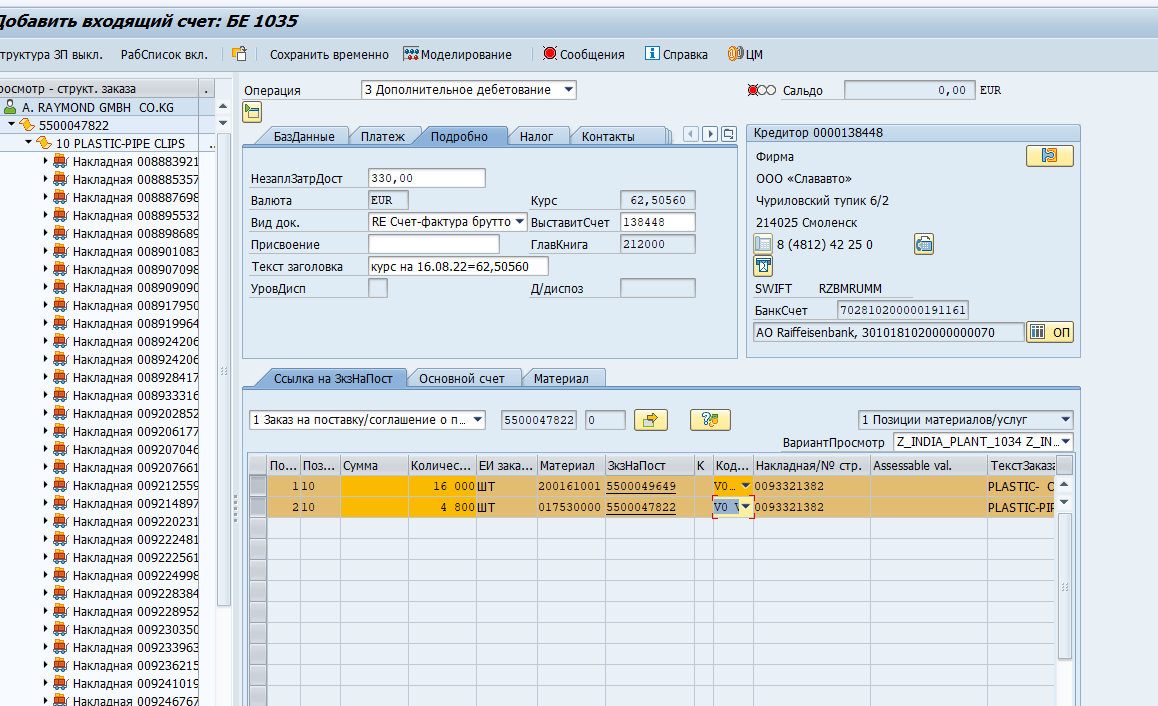 Добавить входящий счет: БЕ 1035
труктура ЗП выкл. РабСписок вкл. Сохранить временно Моделирование Сообщения Справка ЦМ
росмотр - структ. заказа
A. RAYMOND GMBH CO.KG
5500047822
10 PLASTIC-PIPE CLIPS
Накладная 008883921
Накладная 008885357
Накладная 008887698
Накладная 008895532
Накладная 008898689
Накладная 008901083
Накладная 008907098
Накладная 008909090
Накладная 008917950
Накладная 008919964
Накладная 008924206
Накладная 008924206
Накладная 008928417
Накладная 008933316
Накладная 009202852
Накладная 009206177
Накладная 009207046
Накладная 009207661
Накладная 009212559
Накладная 009214897
Накладная 009220231
Накладная 009222481
Накладная 009222561
Накладная 009224998
Накладная 009228384
Накладная 009228952
Накладная 009230350
Накладная 009233963
Накладная 009236215
Накладная 009241019
Накладная 009246767
Операция 3 Дополнительное дебетование Сальдо 0,00 EUR
БазДанные Платеж Подробно Налог Контакты
НезаплЗатрДост 330,00
Валюта EUR Курс 62,50560
Вид док. RE Счет-фактура брутто ВыставитСчет 138448
Присвоение ГлавКнига 212000
Текст заголовка курс на 16.08.22=62,50560
УровДисп Д/диспоз
Кредитор 0000138448
Фирма
ООО «Слававто»
Чуриловский тупик 6/2
214025 Смоленск
8 (4812) 42 25 0
SWIFT RZBMRUMM
БанкСчет 702810200000191161
АО Raiffeisenbank, 3010181020000000070 ОП
Ссылка на ЗкзНаПост Основной счет Материал
1 Заказ на поставку/соглашение о п... 5500047822 0 1 Позиции материалов/услуг
ВариантПросмотр Z_INDIA_PLANT_1034 Z_IN...
По... Поз... Сумма Количес... ЕИ зака... Материал ЗкзНаПост К Код... Накладная/№ стр. Assessable val. ТекстЗаказа
1 10 16 000 ШТ 200161001 5500049649 V0... 0093321382 PLASTIC- C
2 10 4 800 ШТ 017530000 5500047822 V0 0093321382 PLASTIC-PIP